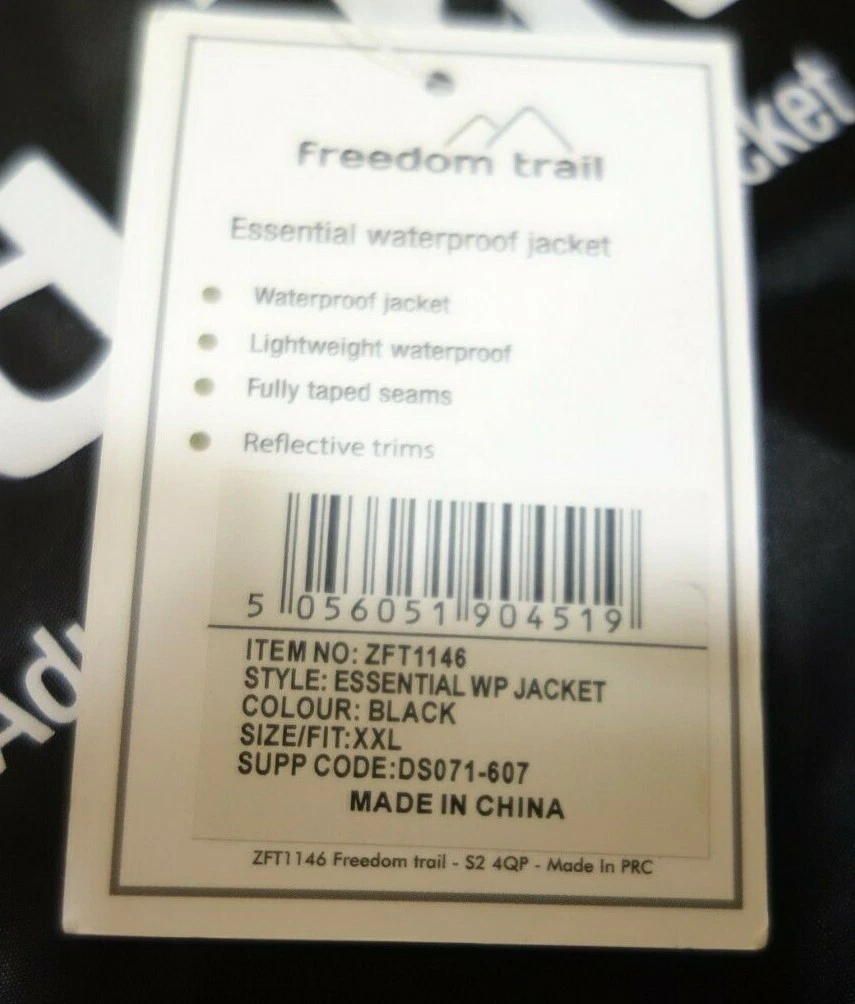 cket
freedom trail
Essential waterproof jacket
Waterproof jacket
Lightweight waterproof
Fully taped seams
Reflective trims
5 056051 904519
ITEM NO: ZFT1146
STYLE: ESSENTIAL WP JACKET
COLOUR: BLACK
SIZE/FIT:XXL
SUPP CODE:DS071-607
MADE IN CHINA
ZFT1146 Freedom trail - S2 4QP - Made In PRC
Adu